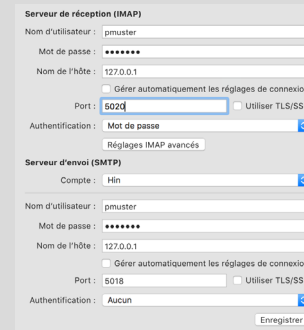 Serveur de réception (IMAP)
Nom d'utilisateur : pmuster
Mot de passe : •••••••
Nom de l'hôte : 127.0.0.1
Gérer automatiquement les réglages de connexio
Port : 5020 Utiliser TLS/SS
Authentification : Mot de passe
Réglages IMAP avancés
Serveur d'envoi (SMTP)
Compte : Hin
Nom d'utilisateur : pmuster
Mot de passe : •••••••
Nom de l'hôte : 127.0.0.1
Gérer automatiquement les réglages de connexio
Port : 5018 Utiliser TLS/SS
Authentification : Aucun
Enregistrer